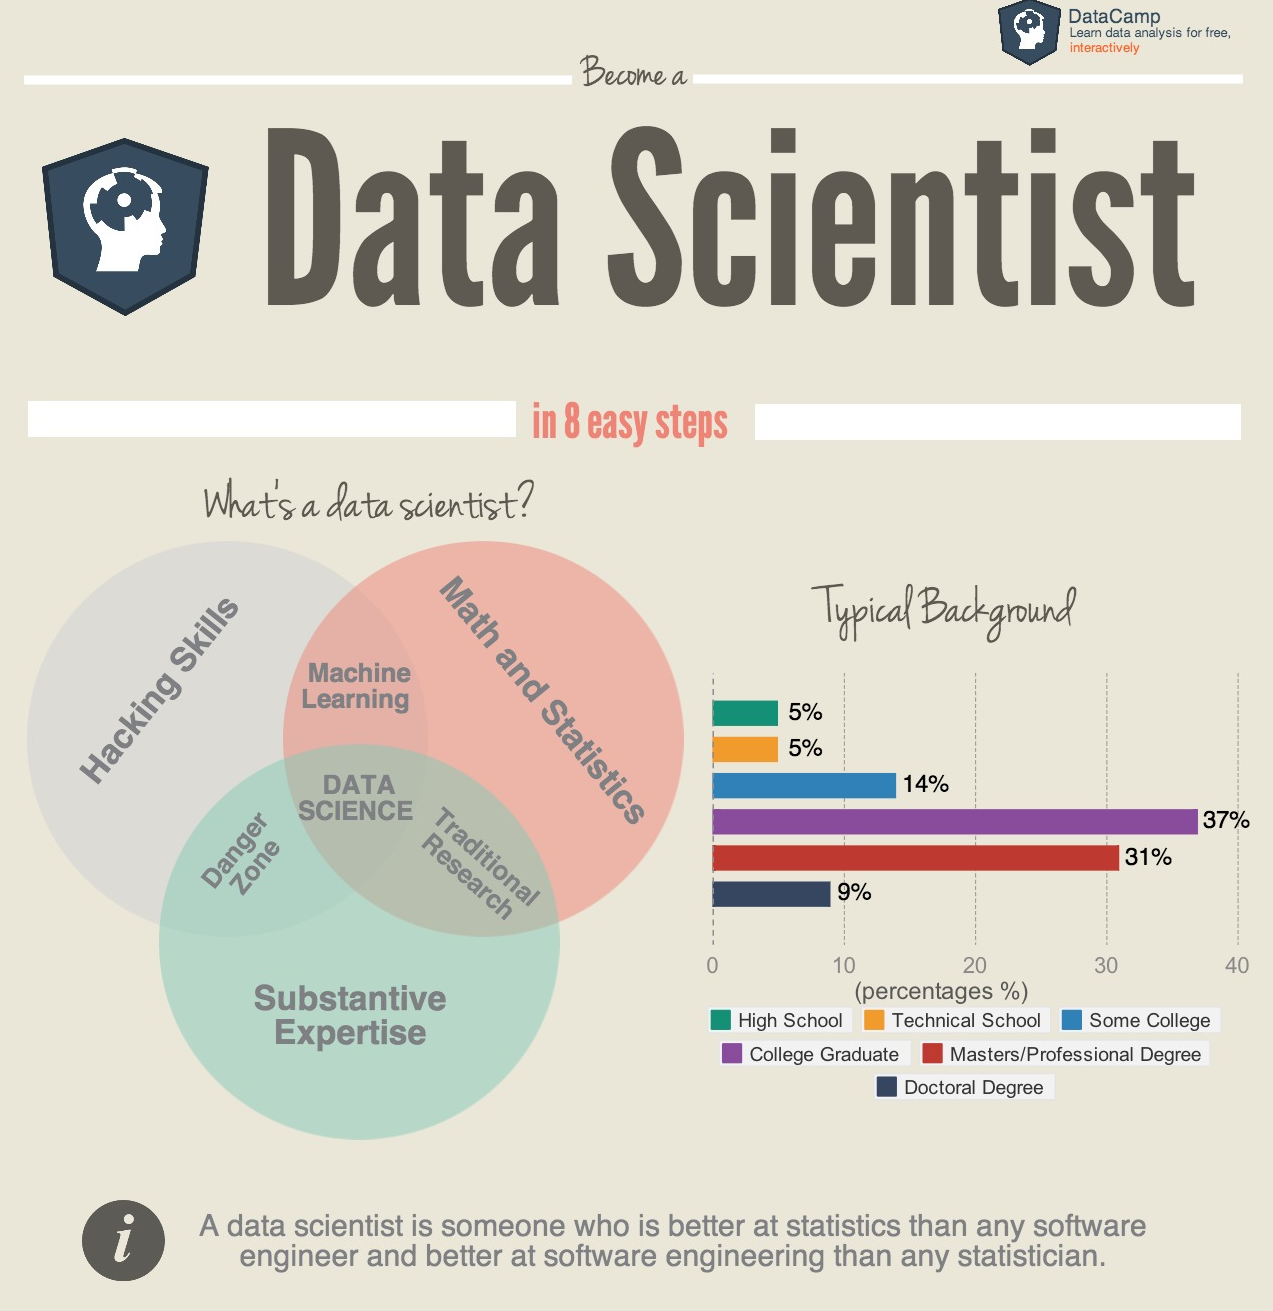 DataCamp
Learn data analysis for free,
interactively
Become a
Data Scientist
in 8 easy steps
What's a data scientist?
Hacking Skills
Math and Statistics
Machine
Learning
DATA
SCIENCE
Danger
Zone
Traditional
Research
Substantive
Expertise
Typical Background
5%
5%
14%
37%
31%
9%
0 10 20 30 40
(percentages %)
High School Technical School Some College
College Graduate Masters/Professional Degree
Doctoral Degree
i
A data scientist is someone who is better at statistics than any software
engineer and better at software engineering than any statistician.